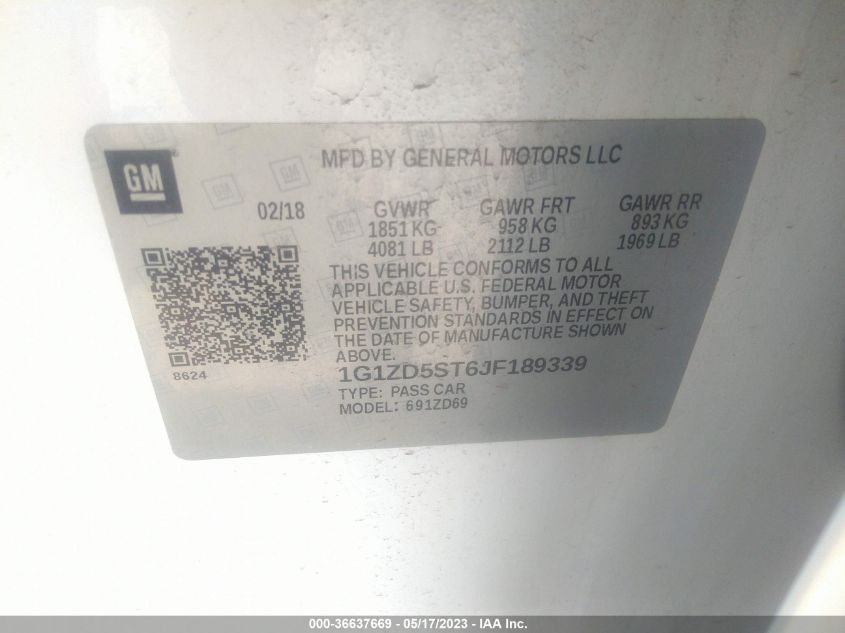 GM
MFD BY GENERAL MOTORS LLC
02/18 GVWR GAWR FRT GAWR RR
1851 KG 958 KG 893 KG
4081 LB 2112 LB 1969 LB
THIS VEHICLE CONFORMS TO ALL
APPLICABLE U.S. FEDERAL MOTOR
VEHICLE SAFETY, BUMPER, AND THEFT
PREVENTION STANDARDS IN EFFECT ON
THE DATE OF MANUFACTURE SHOWN
ABOVE.
8624
1G1ZD5ST6JF189339
TYPE: PASS CAR
MODEL: 691ZD69
000-36637669 - 05/17/2023 - IAA Inc.